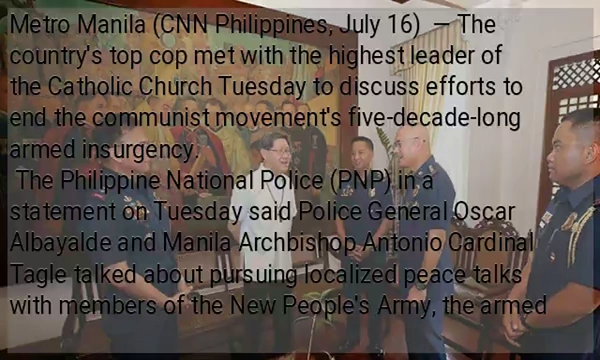 Metro Manila (CNN Philippines, July 16)  — The
country's top cop met with the highest leader of
the Catholic Church Tuesday to discuss efforts to
end the communist movement's five-decade-long
armed insurgency.
The Philippine National Police (PNP) in a
statement on Tuesday said Police General Oscar
Albayalde and Manila Archbishop Antonio Cardinal
Tagle talked about pursuing localized peace talks
with members of the New People's Army, the armed